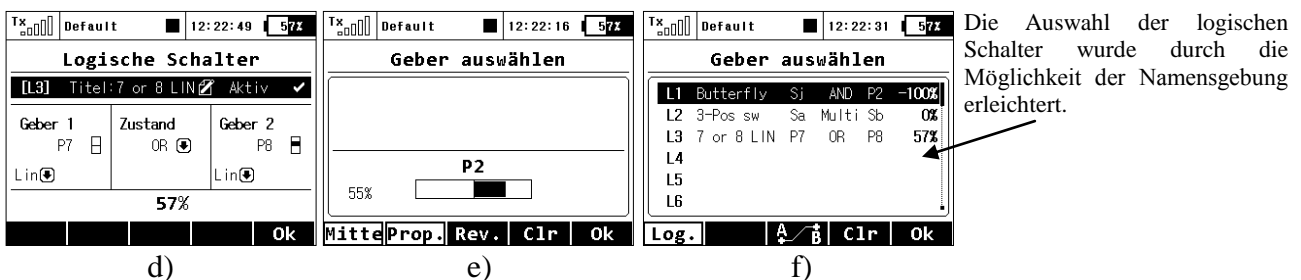 Tx Default 12:22:49 57%
Logische Schalter
[L3] Titel:7 or 8 LIN Aktiv ✔
Geber 1 Zustand Geber 2
P7 OR P8
Lin Lin
57%
Ok
d)
Tx Default 12:22:16 57%
Geber auswählen
P2
55%
Mitte Prop. Rev. Clr Ok
e)
Tx Default 12:22:31 57%
Geber auswählen
L1 Butterfly Sj AND P2 -100%
L2 3-Pos sw Sa Multi Sb 0%
L3 7 or 8 LIN P7 OR P8 57%
L4
L5
L6
Log. A/B Clr Ok
f)
Die Auswahl der logischen
Schalter wurde durch die
Möglichkeit der Namensgebung
erleichtert.